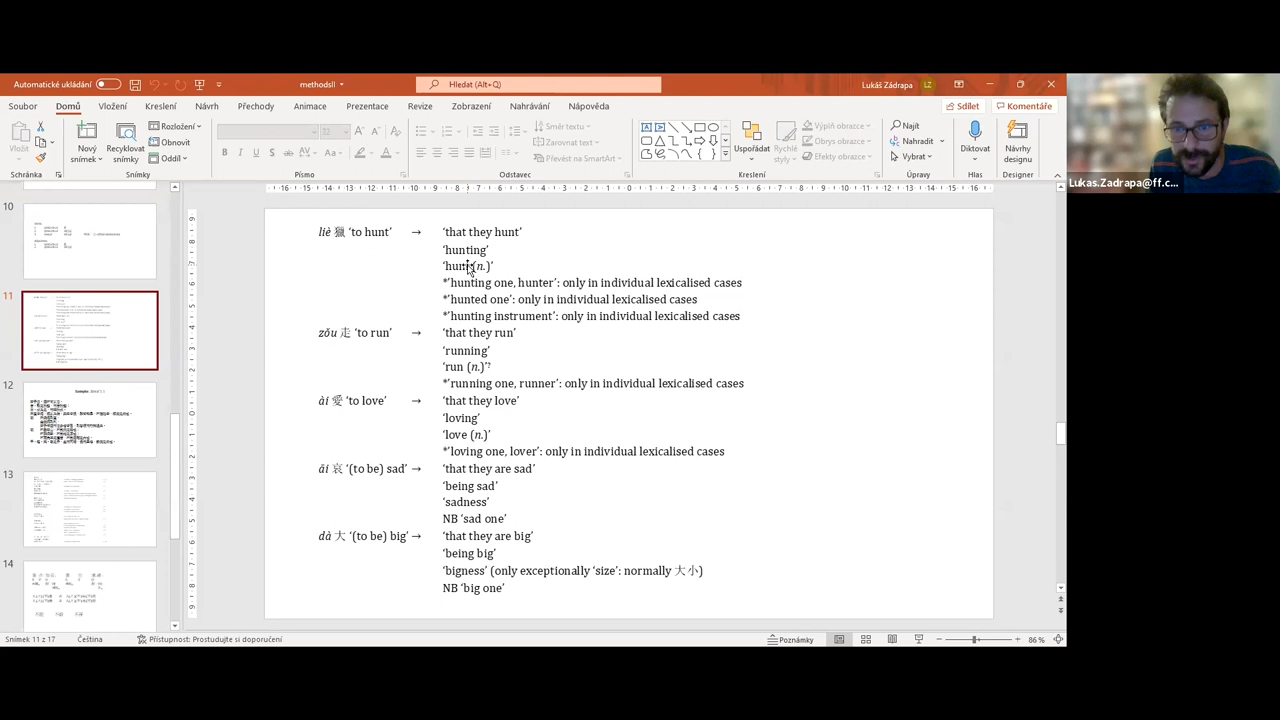 Automatické ukládání
methodsII
Hledat (Alt+Q)
Lukáš Zádrapa
LZ
Soubor Domů Vložení Kreslení Návrh Přechody Animace Prezentace Revize Zobrazení Nahrávání Nápověda
Sdílet Komentáře
Vložit
Nový snímek
Recyklovat snímky
Rozložení
Obnovit
Oddíl
Směr textu
Zarovnat text
Převést na SmartArt
Uspořádat
Rychlé styly
Výplň obrazce
Obrys obrazce
Efekty obrazce
Najít
Nahradit
Vybrat
Diktovat
Návrhy designu
Schránka Snímky Písmo Odstavec Kreslení Úpravy Hlas Designer
Lukas.Zadrapa@ff.c...
10
11
12
13
14
liè 獵 ‘to hunt’ → ‘that they hunt’
‘hunting’
‘hunt (n.)’
*‘hunting one, hunter’: only in individual lexicalised cases
*‘hunted one’: only in individual lexicalised cases
*‘hunting instrument’: only in individual lexicalised cases
zǒu 走 ‘to run’ → ‘that they run’
‘running’
‘run (n.)’?
*‘running one, runner’: only in individual lexicalised cases
ài 愛 ‘to love’ → ‘that they love’
‘loving’
‘love (n.)’
*‘loving one, lover’: only in individual lexicalised cases
āi 哀 ‘(to be) sad’ → ‘that they are sad’
‘being sad’
‘sadness’
NB ‘sad one’
dà 大 ‘(to be) big’ → ‘that they are big’
‘being big’
‘bigness’ (only exceptionally ‘size’: normally 大小)
NB ‘big one’
Snímek 11 z 17 Čeština Přístupnost: Prostudujte si doporučení
Poznámky
86 %